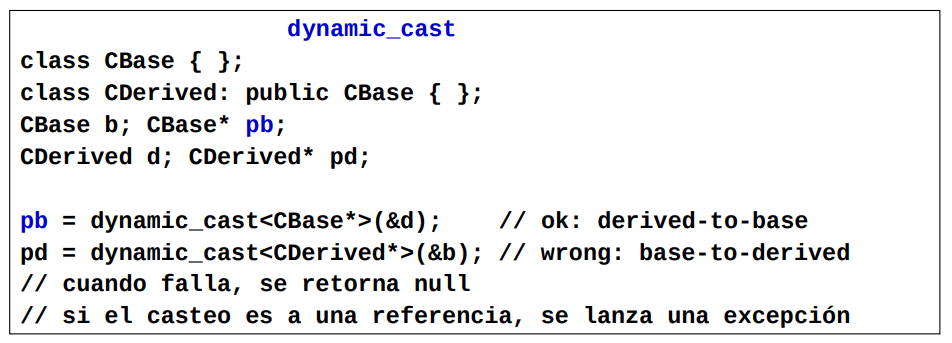 dynamic_cast
class CBase { };
class CDerived: public CBase { };
CBase b; CBase* pb;
CDerived d; CDerived* pd;
pb = dynamic_cast<CBase*>(&d); // ok: derived-to-base
pd = dynamic_cast<CDerived*>(&b); // wrong: base-to-derived
// cuando falla, se retorna null
// si el casteo es a una referencia, se lanza una excepción